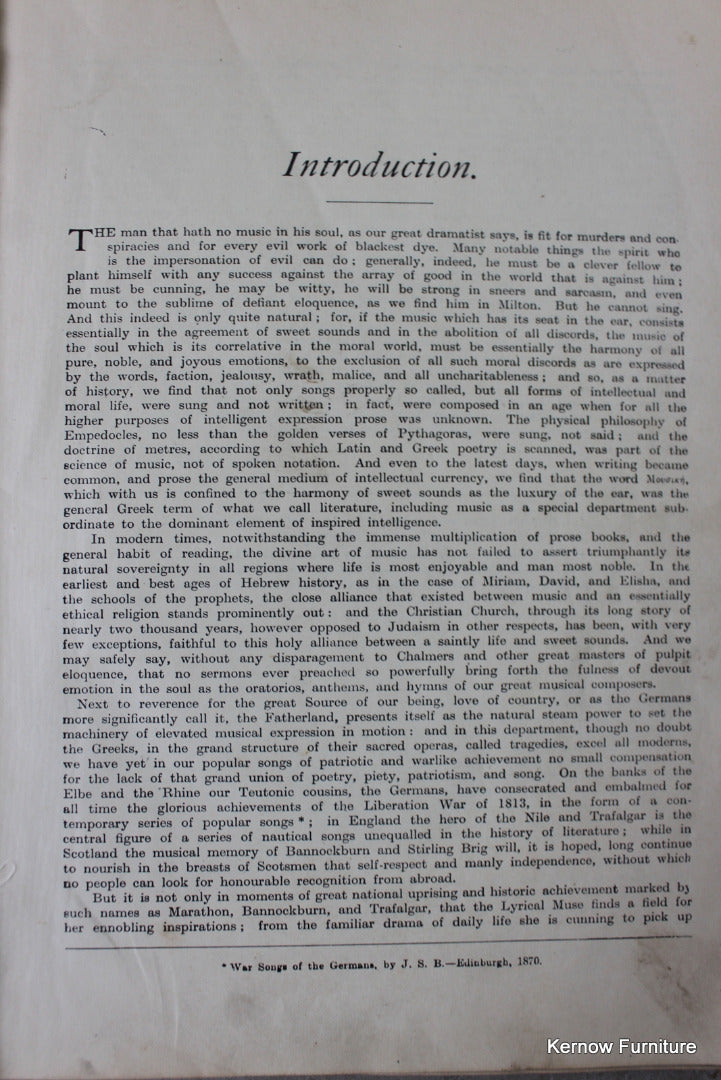 Introduction.
THE man that hath no music in his soul, as our great dramatist says, is fit for murders and con-
spiracies and for every evil work of blackest dye. Many notable things the spirit who
is the impersonation of evil can do; generally, indeed, he must be a clever fellow to
plant himself with any success against the array of good in the world that is against him;
he must be cunning, he may be witty, he will be strong in sneers and sarcasm, and even
mount to the sublime of defiant eloquence, as we find him in Milton. But he cannot sing.
And this indeed is only quite natural; for, if the music which has its seat in the ear, consists
essentially in the agreement of sweet sounds and in the abolition of all discords, the music of
the soul which is its correlative in the moral world, must be essentially the harmony of all
pure, noble, and joyous emotions, to the exclusion of all such moral discords as are expressed
by the words, faction, jealousy, wrath, malice, and all uncharitableness; and so, as a matter
of history, we find that not only songs properly so called, but all forms of intellectual and
moral life, were sung and not written; in fact, were composed in an age when for all the
higher purposes of intelligent expression prose was unknown. The physical philosophy of
Empedocles, no less than the golden verses of Pythagoras, were sung, not said; and the
doctrine of metres, according to which Latin and Greek poetry is scanned, was part of the
science of music, not of spoken notation. And even to the latest days, when writing became
common, and prose the general medium of intellectual currency, we find that the word
which with us is confined to the harmony of sweet sounds as the luxury of the ear, was the
general Greek term of what we call literature, including music as a special department sub-
ordinate to the dominant element of inspired intelligence.
In modern times, notwithstanding the immense multiplication of prose books, and the
general habit of reading, the divine art of music has not failed to assert triumphantly its
natural sovereignty in all regions where life is most enjoyable and man most noble. In the
earliest and best ages of Hebrew history, as in the case of Miriam, David, and Elisha, and
the schools of the prophets, the close alliance that existed between music and an essentially
ethical religion stands prominently out: and the Christian Church, through its long story of
nearly two thousand years, however opposed to Judaism in other respects, has been, with very
few exceptions, faithful to this holy alliance between a saintly life and sweet sounds. And we
may safely say, without any disparagement to Chalmers and other great masters of pulpit
eloquence, that no sermons ever preached so powerfully bring forth the fulness of devout
emotion in the soul as the oratorios, anthems, and hymns of our great musical composers.
Next to reverence for the great Source of our being, love of country, or as the Germans
more significantly call it, the Fatherland, presents itself as the natural steam power to set the
machinery of elevated musical expression in motion: and in this department, though no doubt
the Greeks, in the grand structure of their sacred operas, called tragedies, excel all moderns,
we have yet in our popular songs of patriotic and warlike achievement no small compensation
for the lack of that grand union of poetry, piety, patriotism, and song. On the banks of the
Elbe and the Rhine our Teutonic cousins, the Germans, have consecrated and embalmed for
all time the glorious achievements of the Liberation War of 1813, in the form of a con-
temporary series of popular songs*; in England the hero of the Nile and Trafalgar is the
central figure of a series of nautical songs unequalled in the history of literature; while in
Scotland the musical memory of Bannockburn and Stirling Brig will, it is hoped, long continue
to nourish in the breasts of Scotsmen that self-respect and manly independence, without which
no people can look for honourable recognition from abroad.
But it is not only in moments of great national uprising and historic achievement marked by
such names as Marathon, Bannockburn, and Trafalgar, that the Lyrical Muse finds a field for
her ennobling inspirations; from the familiar drama of daily life she is cunning to pick up
* War Songs of the Germans, by J. S. B.—Edinburgh, 1870.
Kernow Furniture